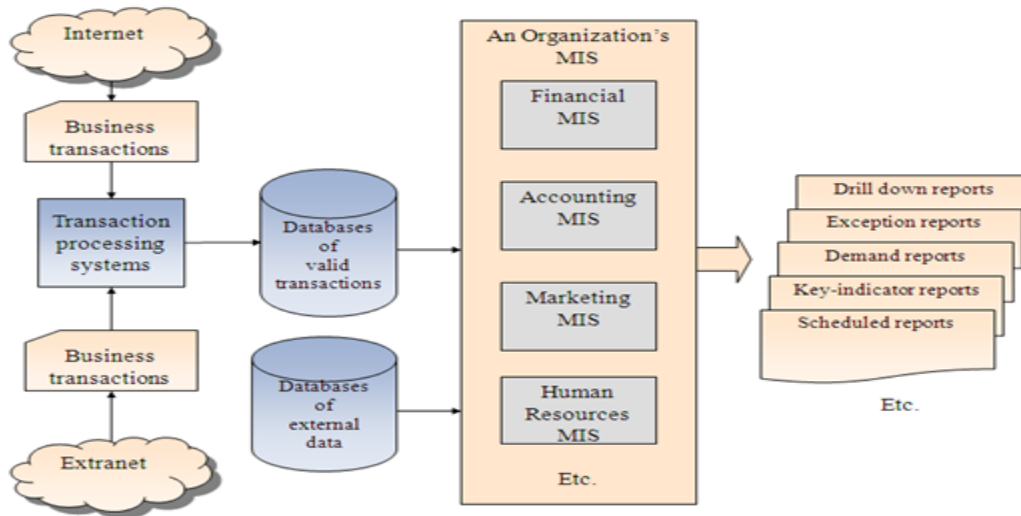 Internet
Business
transactions
Transaction
processing
systems
Business
transactions
Extranet
Databases
of
valid
transactions
Databases
of
external
data
An Organization's
MIS
Financial
MIS
Accounting
MIS
Marketing
MIS
Human
Resources
MIS
Etc.
Drill down reports
Exception reports
Demand reports
Key-indicator reports
Scheduled reports
Etc.